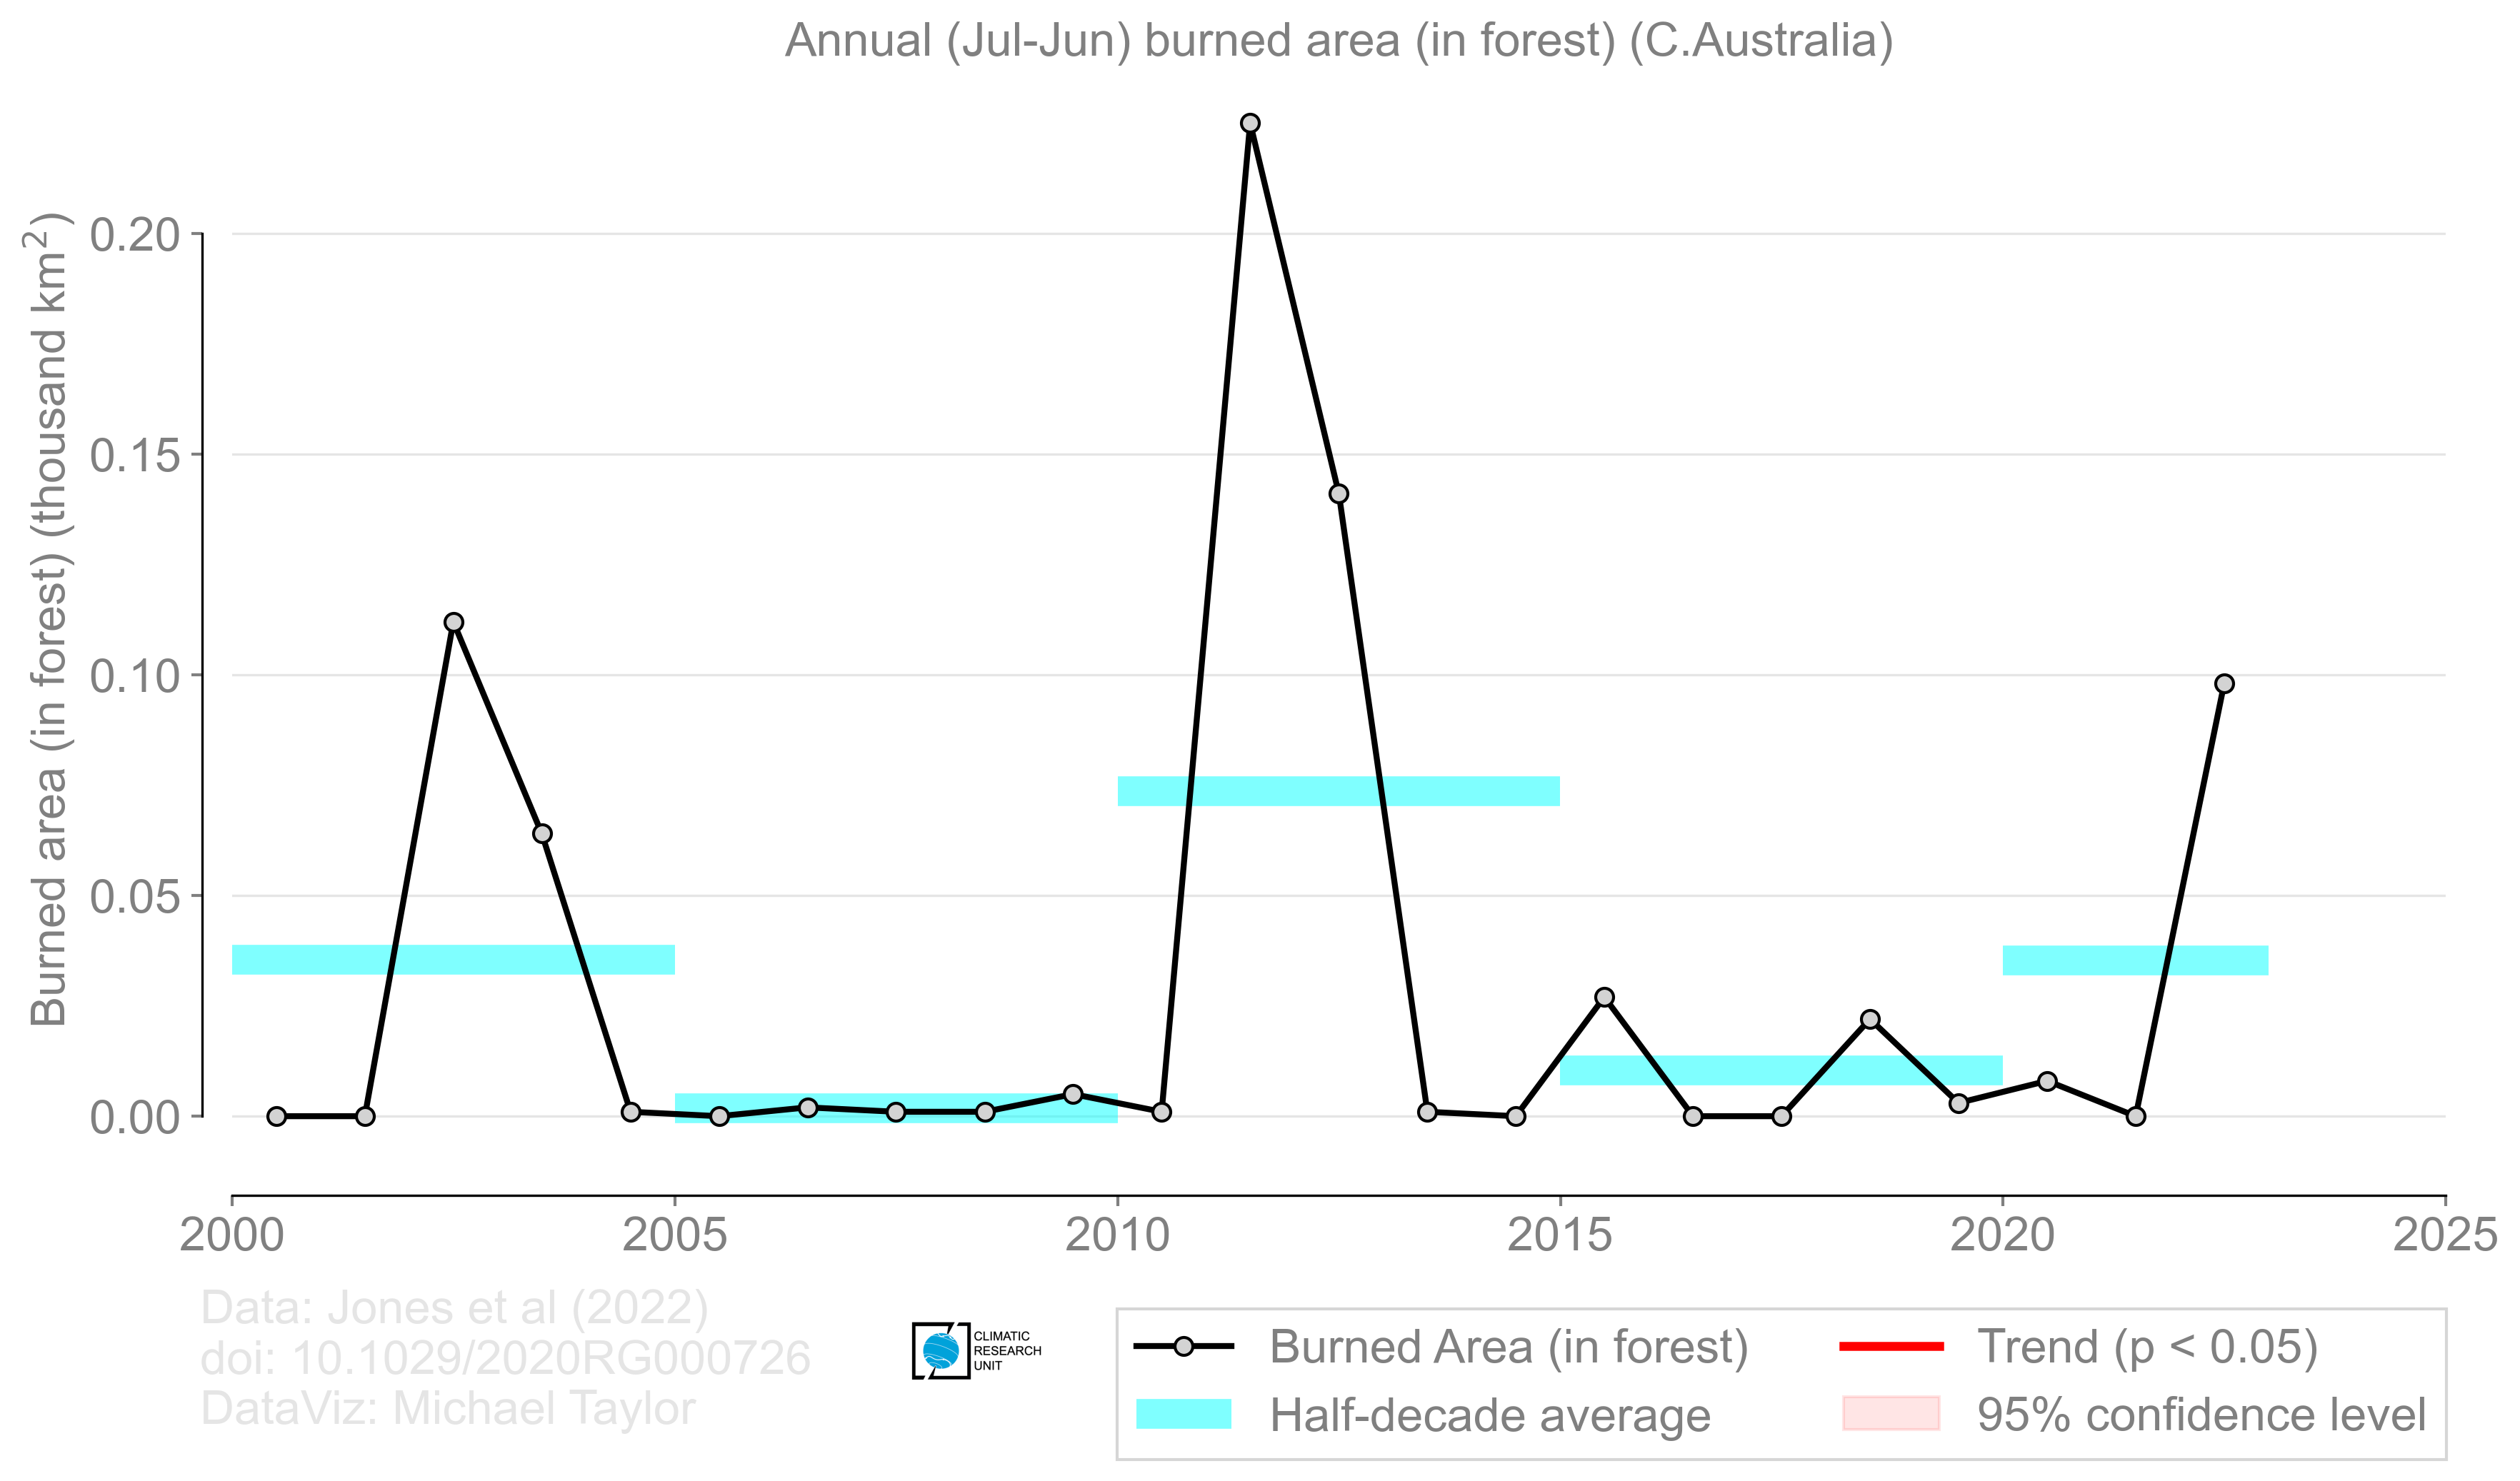 Annual (Jul-Jun) burned area (in forest) (C.Australia)
Burned area (in forest) (thousand km²)
0.20
0.15
0.10
0.05
0.00
2000 2005 2010 2015 2020 2025
Data: Jones et al (2022)
doi: 10.1029/2020RG000726
DataViz: Michael Taylor
CLIMATIC
RESEARCH
UNIT
Burned Area (in forest)
Half-decade average
Trend (p < 0.05)
95% confidence level